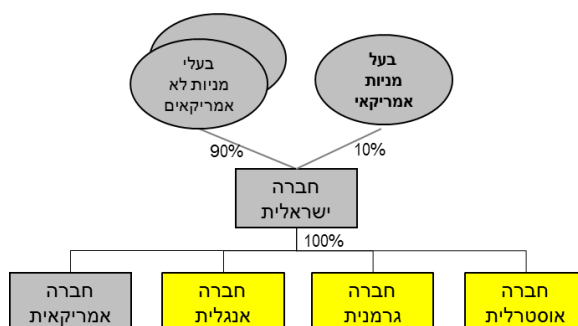 בעלי
מניות לא
אמריקאים
בעל
מניות
אמריקאי
90%
10%
חברה
ישראלית
100%
חברה
אמריקאית
חברה
אנגלית
חברה
גרמנית
חברה
אוסטרלית